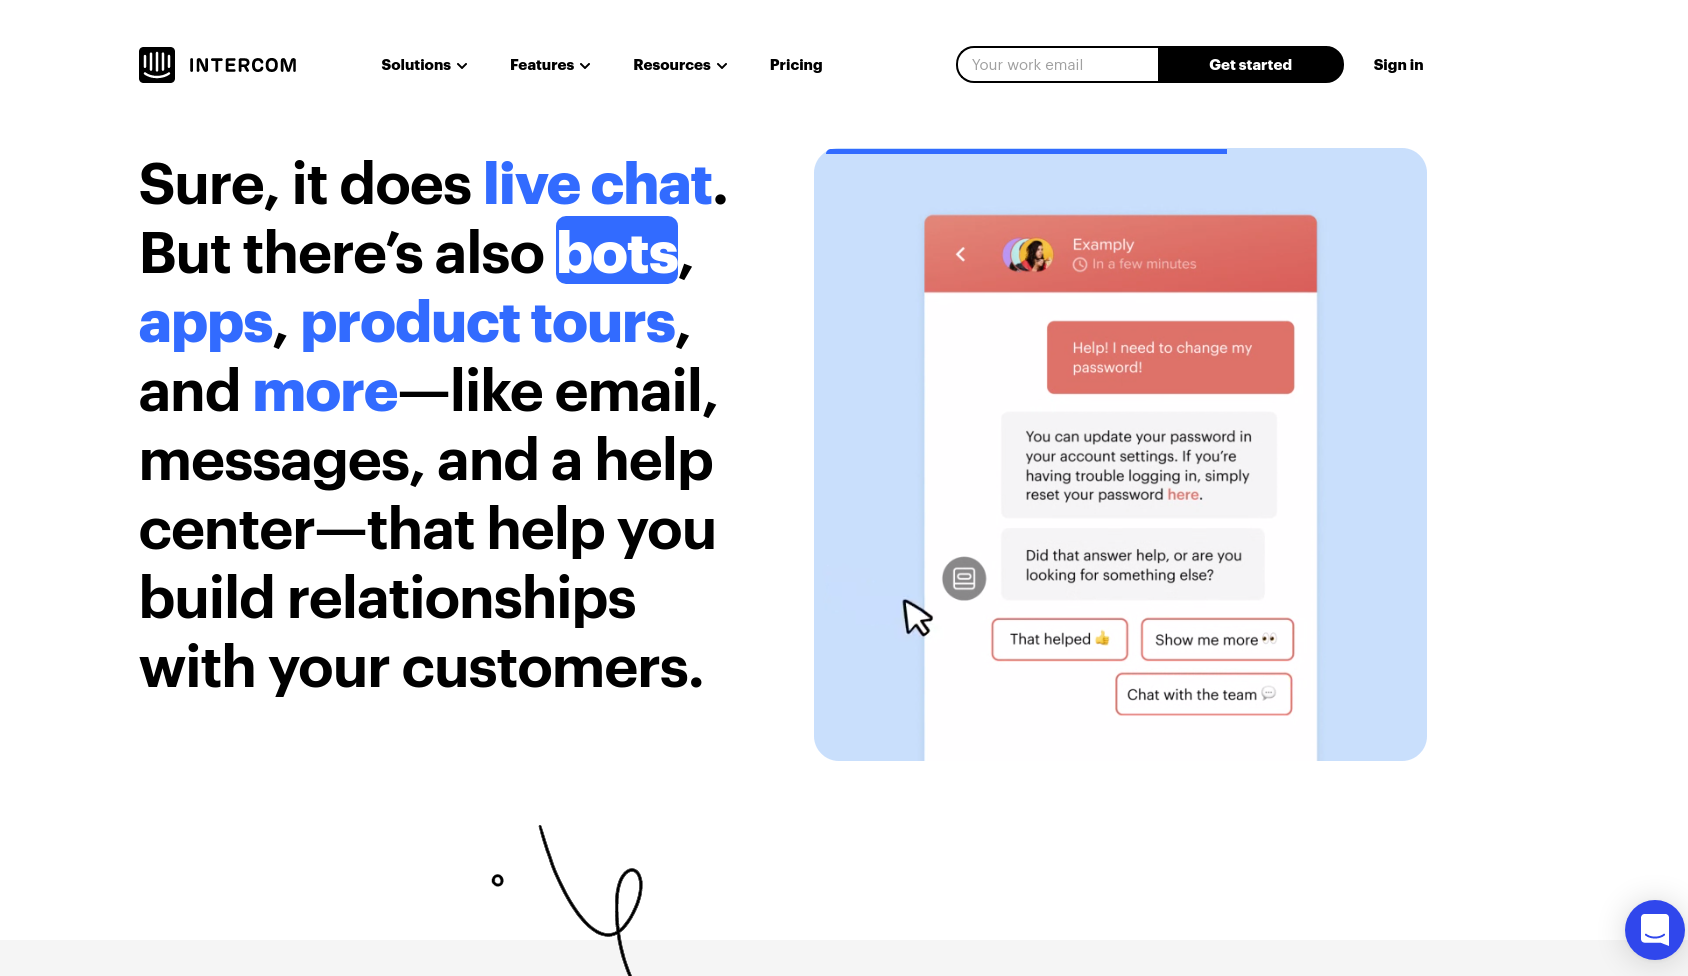 INTERCOM
Solutions
Features
Resources
Pricing
Your work email
Get started
Sign in
Sure, it does live chat.
But there’s also bots,
apps, product tours,
and more—like email,
messages, and a help
center—that help you
build relationships
with your customers.
Examply
In a few minutes
Help! I need to change my
password!
You can update your password in
your account settings. If you’re
having trouble logging in, simply
reset your password here.
Did that answer help, or are you
looking for something else?
That helped 👍
Show me more 👀
Chat with the team 💬